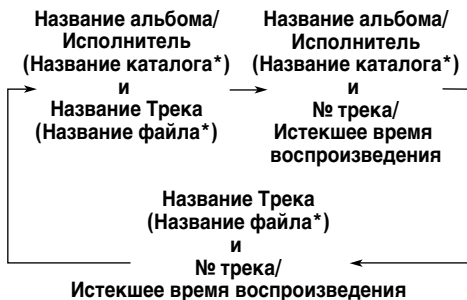 Название альбома/
Исполнитель
(Название каталога*)
и
Название Трека
(Название файла*)
Название альбома/
Исполнитель
(Название каталога*)
и
№ трека/
Истекшее время
воспроизведения
Название Трека
(Название файла*)
и
№ трека/
Истекшее время воспроизведения